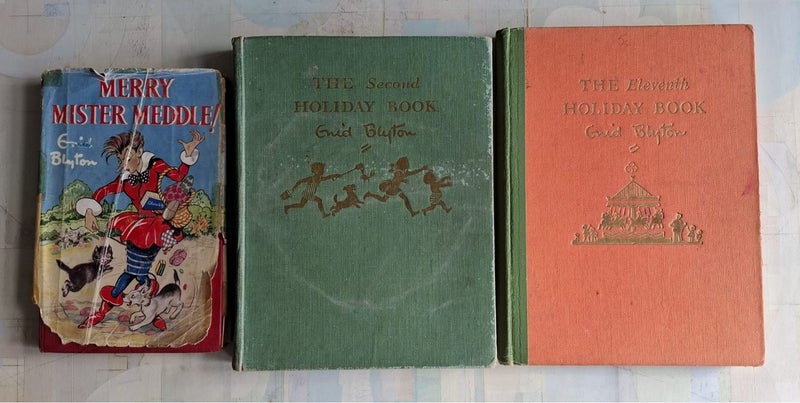 MERRY
MISTER MEDDLE!
Enid
Blyton
THE Second
HOLIDAY BOOK
Enid Blyton
THE Eleventh
HOLIDAY BOOK
Enid Blyton